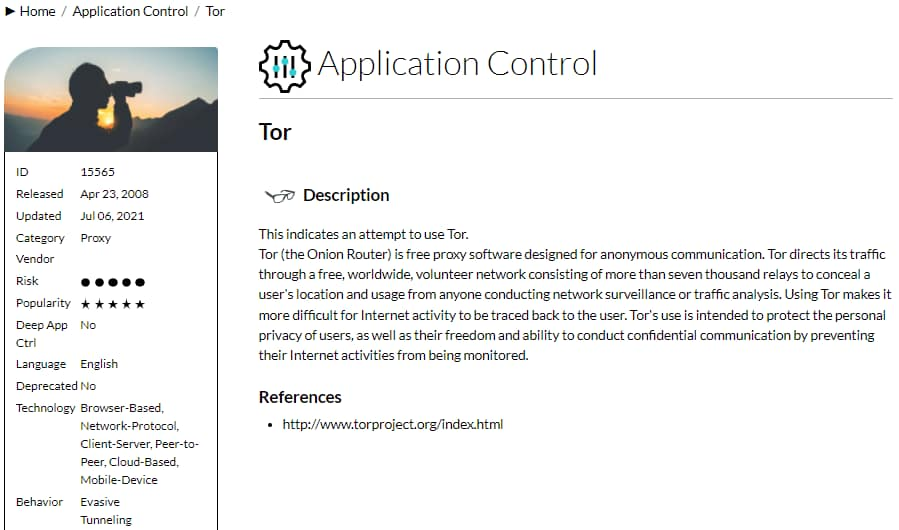 Home / Application Control / Tor
Application Control
Tor
ID 15565
Released Apr 23, 2008
Updated Jul 06, 2021
Category Proxy
Vendor
Risk
Popularity
Deep App No
Ctrl
Language English
Deprecated No
Technology Browser-Based,
Network-Protocol,
Client-Server, Peer-to-
Peer, Cloud-Based,
Mobile-Device
Behavior Evasive
Tunneling
Description
This indicates an attempt to use Tor.
Tor (the Onion Router) is free proxy software designed for anonymous communication. Tor directs its traffic
through a free, worldwide, volunteer network consisting of more than seven thousand relays to conceal a
user's location and usage from anyone conducting network surveillance or traffic analysis. Using Tor makes it
more difficult for Internet activity to be traced back to the user. Tor's use is intended to protect the personal
privacy of users, as well as their freedom and ability to conduct confidential communication by preventing
their Internet activities from being monitored.
References
http://www.torproject.org/index.html